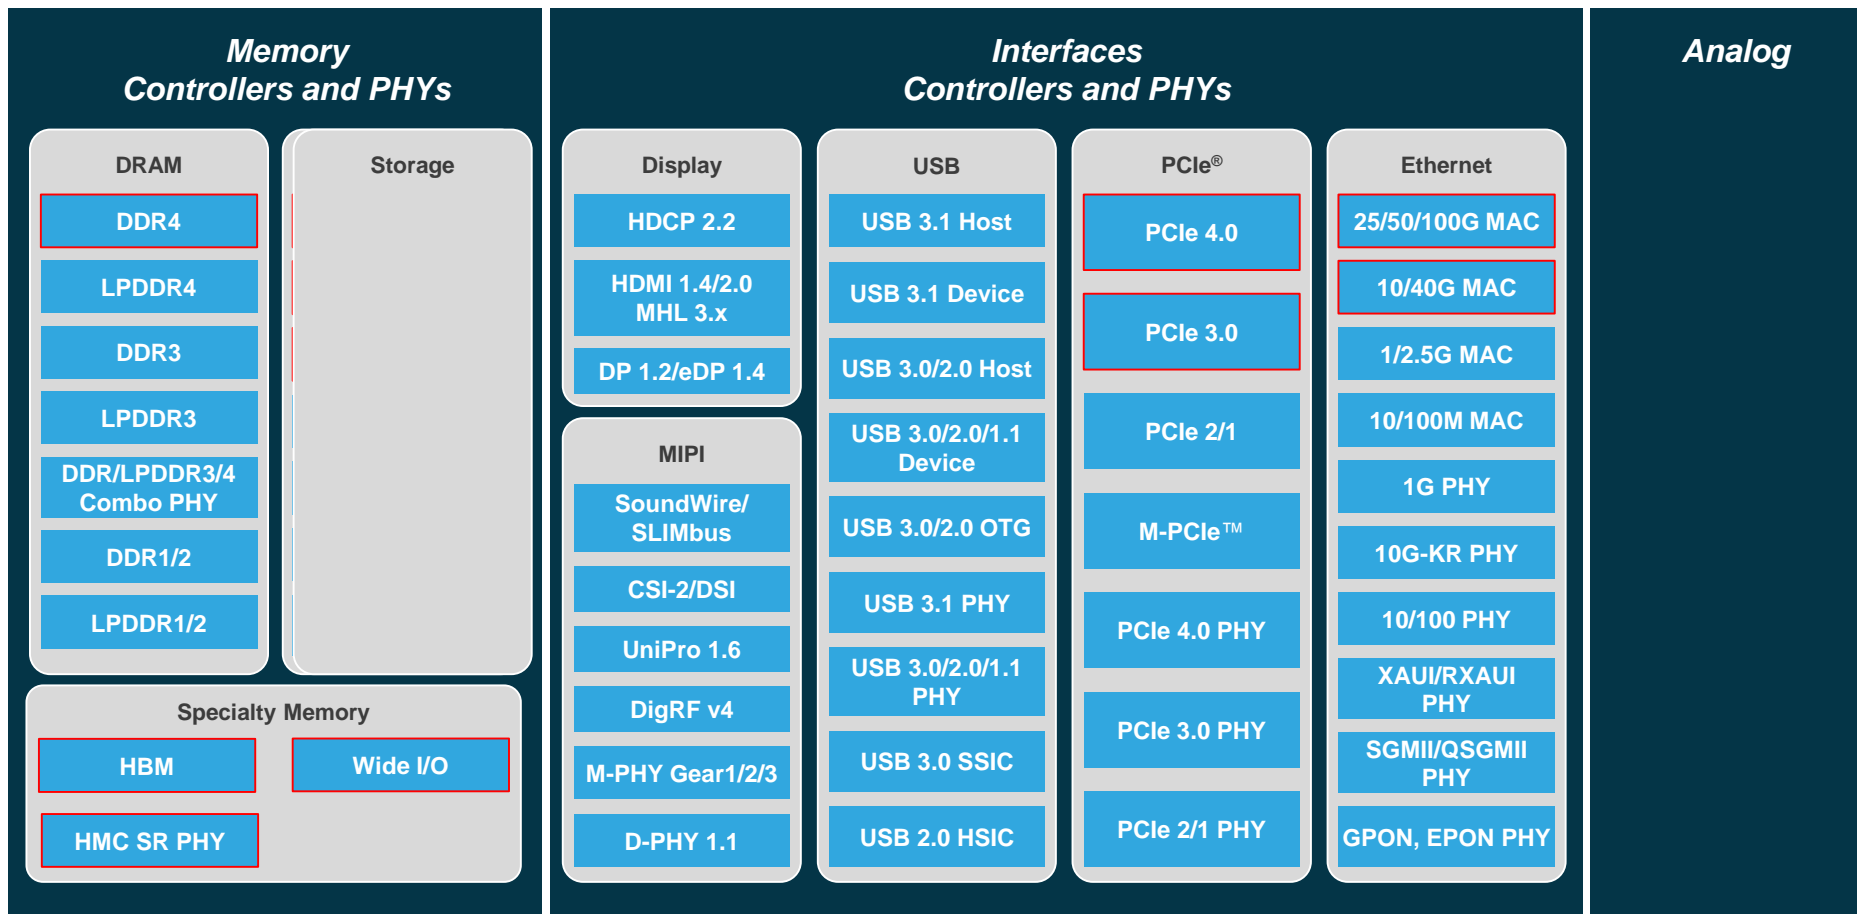 Memory
Controllers and PHYs
DRAM
DDR4
LPDDR4
DDR3
LPDDR3
DDR/LPDDR3/4
Combo PHY
DDR1/2
LPDDR1/2
Storage
Specialty Memory
HBM
Wide I/O
HMC SR PHY
Interfaces
Controllers and PHYs
Display
HDCP 2.2
HDMI 1.4/2.0
MHL 3.x
DP 1.2/eDP 1.4
MIPI
SoundWire/
SLIMbus
CSI-2/DSI
UniPro 1.6
DigRF v4
M-PHY Gear1/2/3
D-PHY 1.1
USB
USB 3.1 Host
USB 3.1 Device
USB 3.0/2.0 Host
USB 3.0/2.0/1.1
Device
USB 3.0/2.0 OTG
USB 3.1 PHY
USB 3.0/2.0/1.1
PHY
USB 3.0 SSIC
USB 2.0 HSIC
PCIe®
PCIe 4.0
PCIe 3.0
PCIe 2/1
M-PCIe™
PCIe 4.0 PHY
PCIe 3.0 PHY
PCIe 2/1 PHY
Ethernet
25/50/100G MAC
10/40G MAC
1/2.5G MAC
10/100M MAC
1G PHY
10G-KR PHY
10/100 PHY
XAUI/RXAUI
PHY
SGMII/QSGMII
PHY
GPON, EPON PHY
Analog